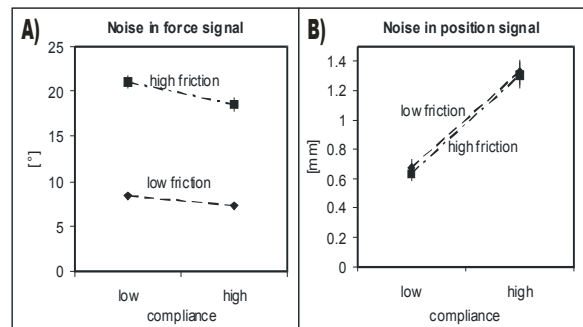 A)
Noise in force signal
25
20
15
10
5
0
[°]
high friction
low friction
low high
compliance
B)
Noise in position signal
1.4
1.2
1
0.8
0.6
0.4
0.2
0
[mm]
low friction
high friction
low high
compliance